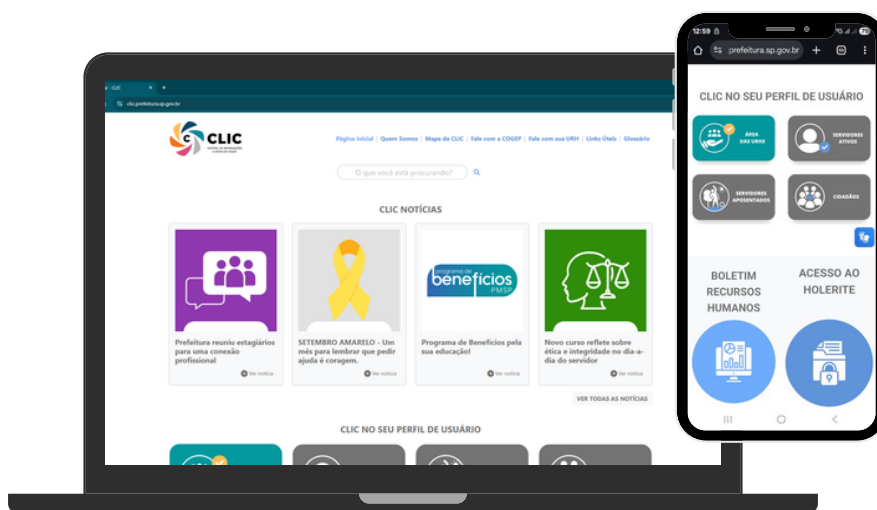 clic.prefeitura.sp.gov.br
CLIC
Página Inicial | Quem Somos | Mapa da CLIC | Fale com a COGEP | Fale com sua URH | Links Úteis | Glossário
O que você está procurando?
CLIC NOTÍCIAS
programa de
benefícios
PMSP
Prefeitura reuniu estagiários
para uma conexão
profissional
Ver notícia
SETEMBRO AMARELO - Um
mês para lembrar que pedir
ajuda é coragem.
Ver notícia
Programa de Benefícios pela
sua educação!
Ver notícia
Novo curso reflete sobre
ética e integridade no dia-a-
dia do servidor
Ver notícia
VER TODAS AS NOTÍCIAS
CLIC NO SEU PERFIL DE USUÁRIO
12:59
prefeitura.sp.gov.br
CLIC NO SEU PERFIL DE USUÁRIO
ÁREA
DAS URHS
SERVIDORES
ATIVOS
SERVIDORES
APOSENTADOS
CIDADÃOS
BOLETIM
RECURSOS
HUMANOS
ACESSO AO
HOLERITE